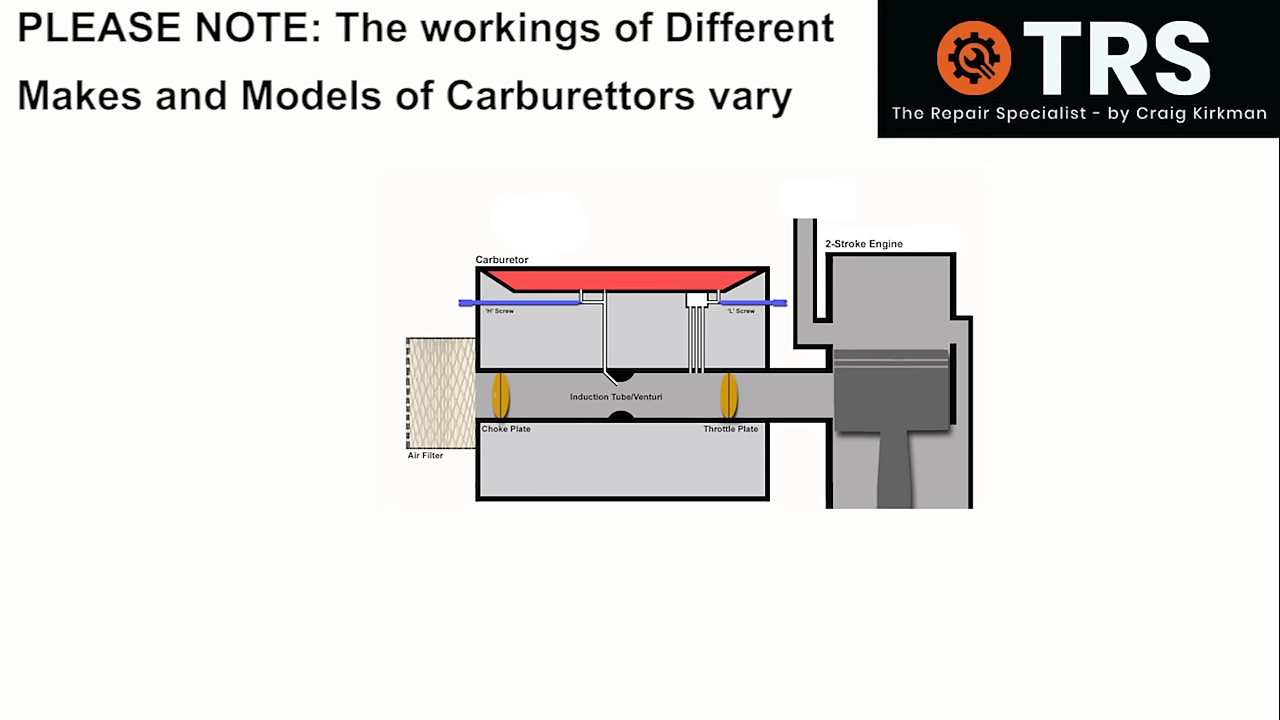 PLEASE NOTE: The workings of Different
Makes and Models of Carburettors vary
TRS
The Repair Specialist - by Craig Kirkman
2-Stroke Engine
Carburetor
'H' Screw
'L' Screw
Induction Tube/Venturi
Choke Plate
Throttle Plate
Air Filter